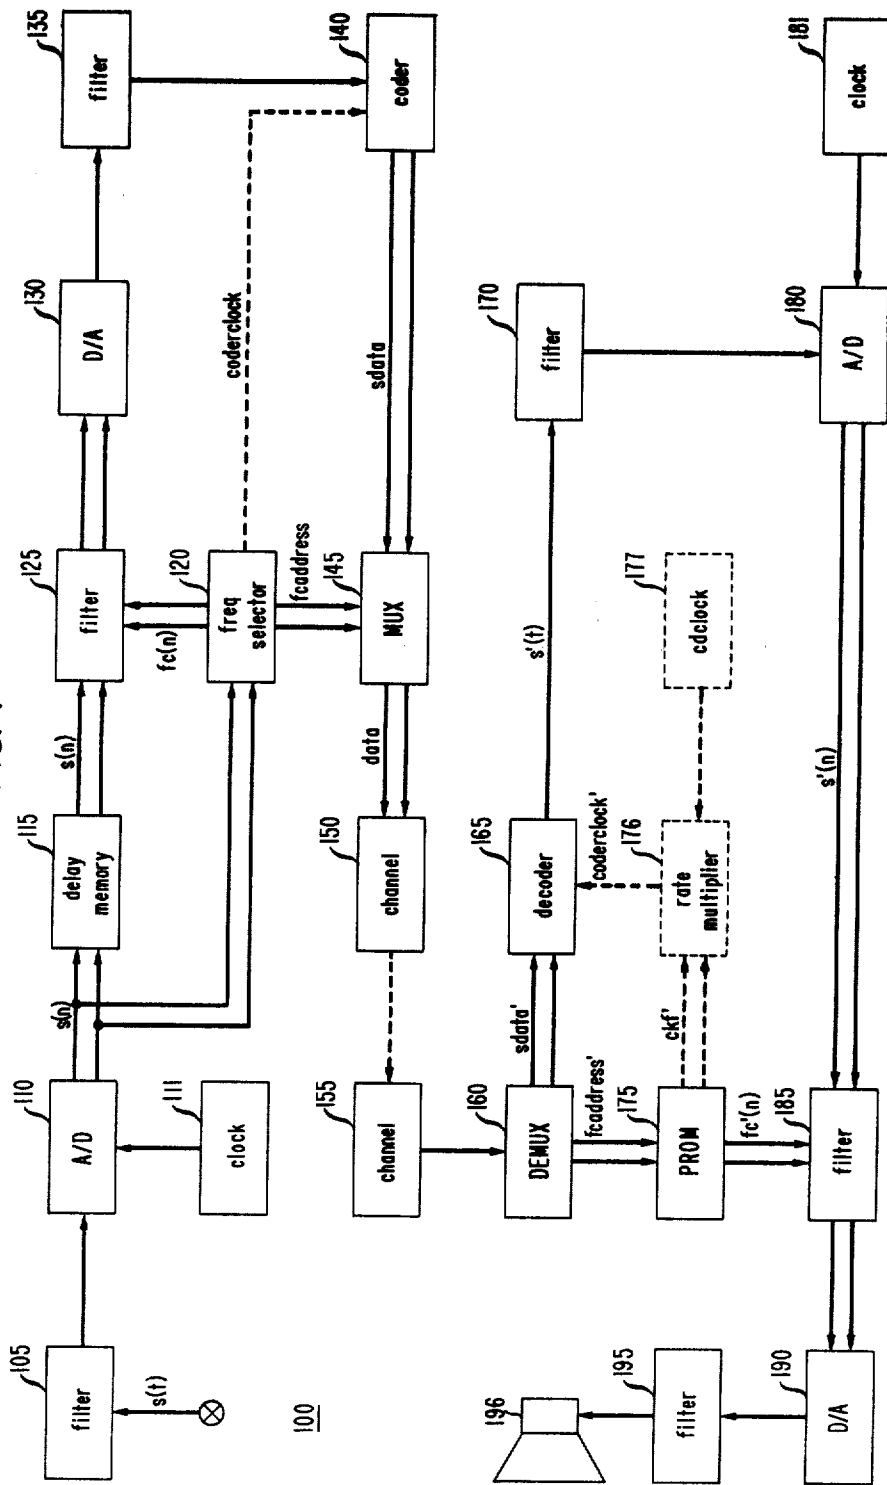 105
filter
s(t)
100
110
A/D
111
clock
s(n)
115
delay
memory
s(n)
125
filter
fc(n)
120
freq
selector
fcaddress
130
D/A
135
filter
coderclock
140
coder
sdata
145
MUX
data
150
channel
155
channel
160
DEMUX
sdata'
165
decoder
s'(t)
170
filter
fcaddress'
175
PROM
ckf'
176
rate
multiplier
coderclock'
177
cdclock
180
A/D
181
clock
s'(n)
fc'(n)
185
filter
190
D/A
195
filter
196